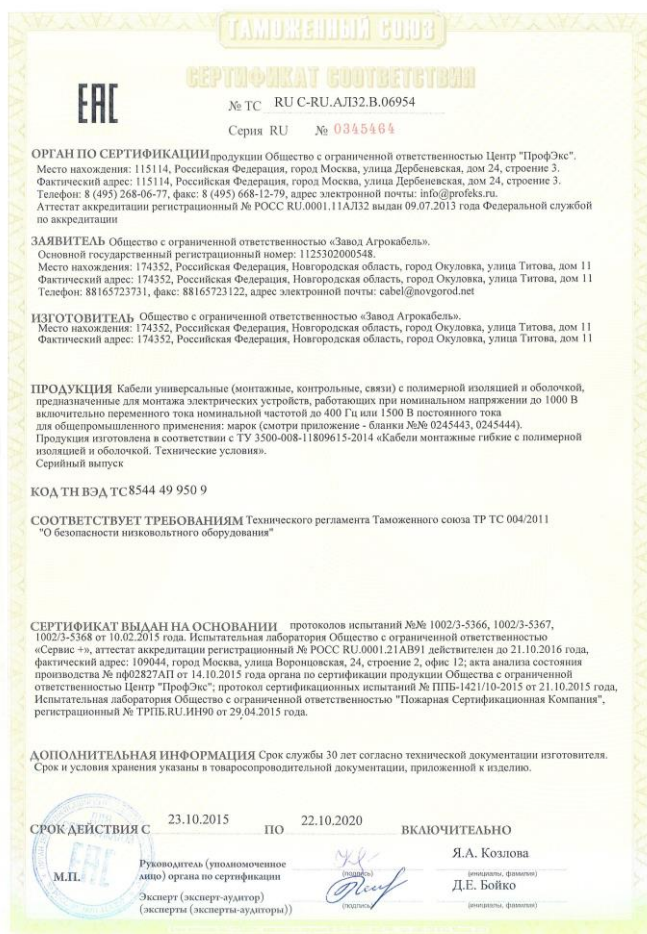 ТАМОЖЕННЫЙ СОЮЗ
СЕРТИФИКАТ СООТВЕТСТВИЯ
ЕАС
№ ТС RU С-RU.АЛ32.В.06954
Серия RU № 0345464
ОРГАН ПО СЕРТИФИКАЦИИ продукции Общество с ограниченной ответственностью Центр "ПрофЭкс".
Место нахождения: 115114, Российская Федерация, город Москва, улица Дербеневская, дом 24, строение 3.
Фактический адрес: 115114, Российская Федерация, город Москва, улица Дербеневская, дом 24, строение 3.
Телефон: 8 (495) 268-06-77, факс: 8 (495) 668-12-79, адрес электронной почты: info@profeks.ru.
Аттестат аккредитации регистрационный № РОСС RU.0001.11АЛ32 выдан 09.07.2013 года Федеральной службой
по аккредитации
ЗАЯВИТЕЛЬ Общество с ограниченной ответственностью «Завод Агрокабель».
Основной государственный регистрационный номер: 1125302000548.
Место нахождения: 174352, Российская Федерация, Новгородская область, город Окуловка, улица Титова, дом 11
Фактический адрес: 174352, Российская Федерация, Новгородская область, город Окуловка, улица Титова, дом 11
Телефон: 88165723731, факс: 88165723122, адрес электронной почты: cabel@novgorod.net
ИЗГОТОВИТЕЛЬ Общество с ограниченной ответственностью «Завод Агрокабель».
Место нахождения: 174352, Российская Федерация, Новгородская область, город Окуловка, улица Титова, дом 11
Фактический адрес: 174352, Российская Федерация, Новгородская область, город Окуловка, улица Титова, дом 11
ПРОДУКЦИЯ Кабели универсальные (монтажные, контрольные, связи) с полимерной изоляцией и оболочкой,
предназначенные для монтажа электрических устройств, работающих при номинальном напряжении до 1000 В
включительно переменного тока номинальной частотой до 400 Гц или 1500 В постоянного тока
для общепромышленного применения: марок (смотри приложение - бланки №№ 0245443, 0245444).
Продукция изготовлена в соответствии с ТУ 3500-008-11809615-2014 «Кабели монтажные гибкие с полимерной
изоляцией и оболочкой. Технические условия».
Серийный выпуск
КОД ТН ВЭД ТС 8544 49 950 9
СООТВЕТСТВУЕТ ТРЕБОВАНИЯМ Технического регламента Таможенного союза ТР ТС 004/2011
"О безопасности низковольтного оборудования"
СЕРТИФИКАТ ВЫДАН НА ОСНОВАНИИ протоколов испытаний №№ 1002/3-5366, 1002/3-5367,
1002/3-5368 от 10.02.2015 года. Испытательная лаборатория Общество с ограниченной ответственностью
«Сервис +», аттестат аккредитации регистрационный № РОСС RU.0001.21АВ91 действителен до 21.10.2016 года,
фактический адрес: 109044, город Москва, улица Воронцовская, 24, строение 2, офис 12; акта анализа состояния
производства № пф02827АП от 14.10.2015 года органа по сертификации продукции Общества с ограниченной
ответственностью Центр "ПрофЭкс"; протокол сертификационных испытаний № ППБ-1421/10-2015 от 21.10.2015 года,
Испытательная лаборатория Общество с ограниченной ответственностью "Пожарная Сертификационная Компания",
регистрационный № ТРПБ.RU.ИН90 от 29.04.2015 года.
ДОПОЛНИТЕЛЬНАЯ ИНФОРМАЦИЯ Срок службы 30 лет согласно технической документации изготовителя.
Срок и условия хранения указаны в товаросопроводительной документации, приложенной к изделию.
СРОК ДЕЙСТВИЯ С 23.10.2015 ПО 22.10.2020 ВКЛЮЧИТЕЛЬНО
М.П.
Руководитель (уполномоченное
лицо) органа по сертификации
(подпись)
Я.А. Козлова
(инициалы, фамилия)
Эксперт (эксперт-аудитор)
(эксперты (эксперты-аудиторы))
(подпись)
Д.Е. Бойко
(инициалы, фамилия)